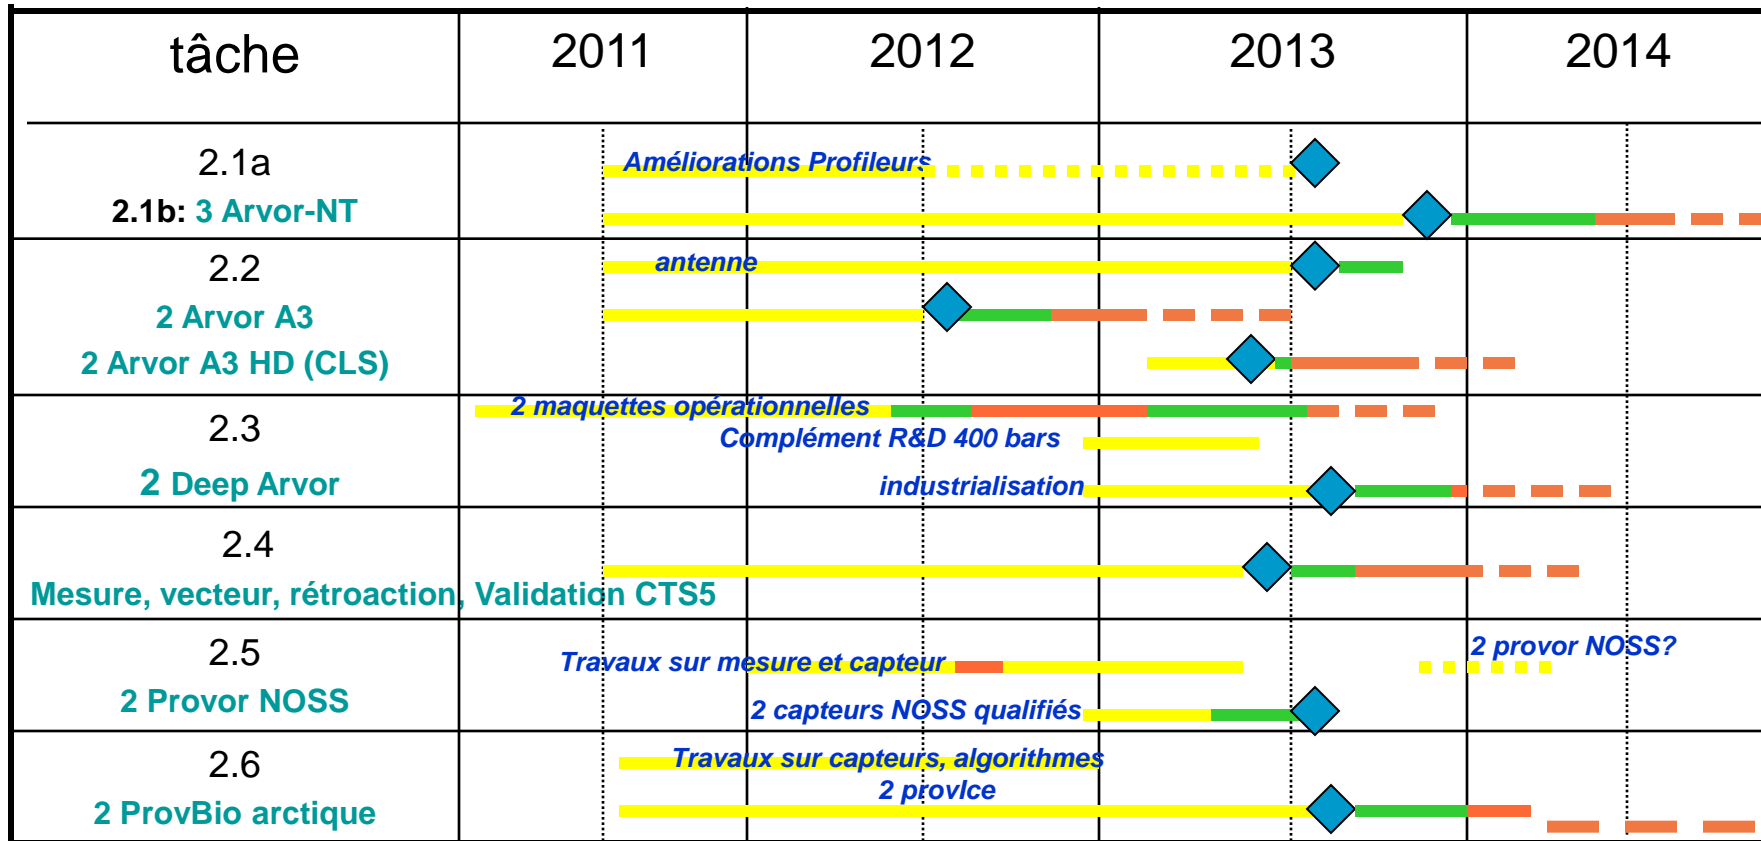 tâche 2011 2012 2013 2014
2.1a
Améliorations Profileurs
2.1b: 3 Arvor-NT
2.2
antenne
2 Arvor A3
2 Arvor A3 HD (CLS)
2 maquettes opérationnelles
2.3
Complément R&D 400 bars
2 Deep Arvor
industrialisation
2.4
Mesure, vecteur, rétroaction, Validation CTS5
2.5
Travaux sur mesure et capteur
2 provor NOSS?
2 Provor NOSS
2 capteurs NOSS qualifiés
2.6
Travaux sur capteurs, algorithmes
2 provIce
2 ProvBio arctique